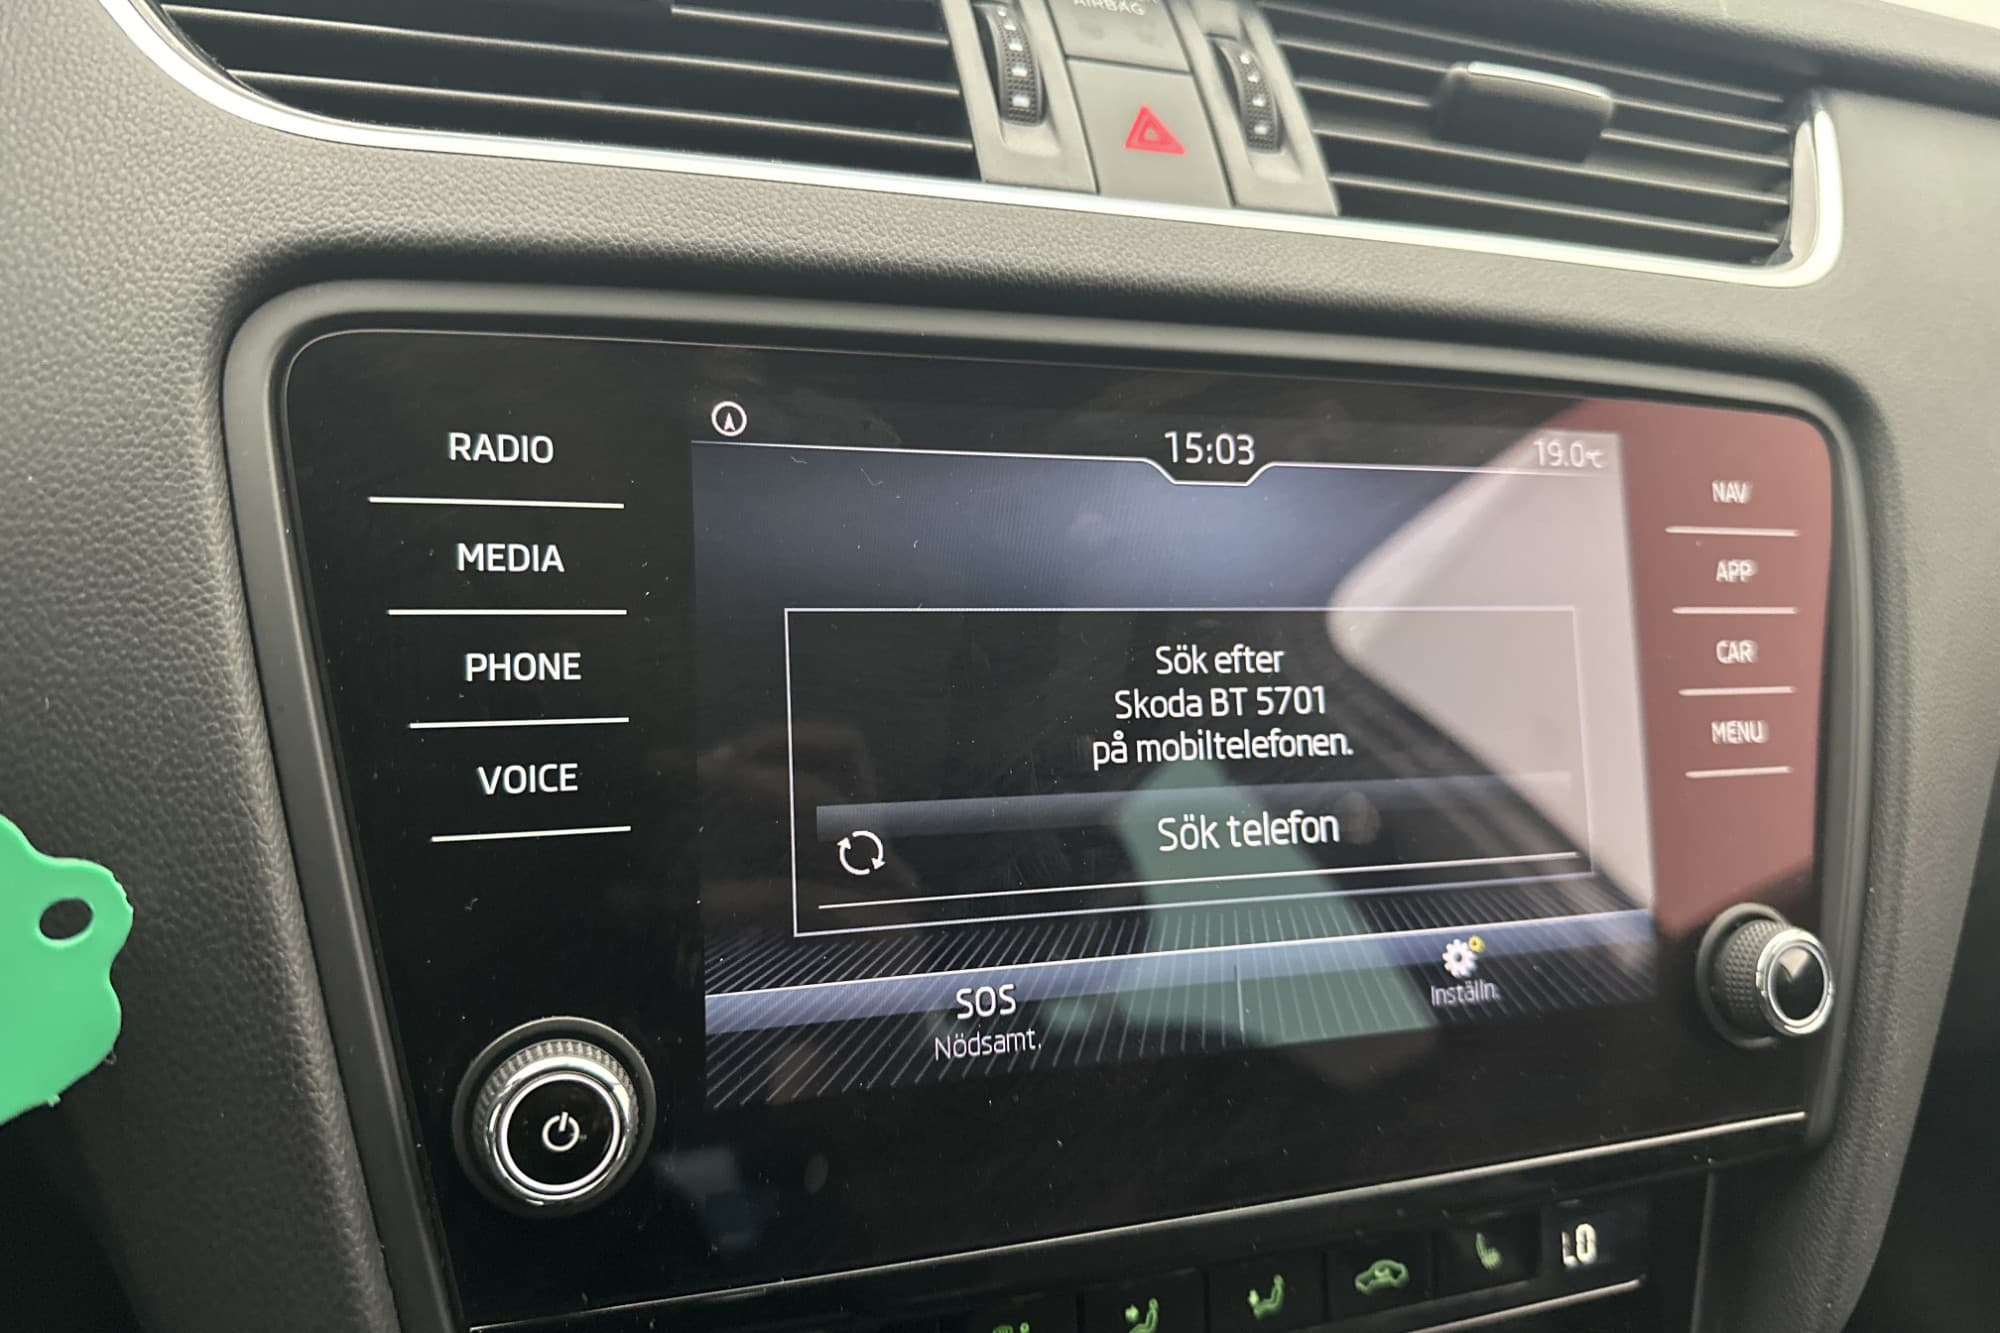 AIRBAG
RADIO
MEDIA
PHONE
VOICE
15:03
19.0°C
Sök efter
Skoda BT 5701
på mobiltelefonen.
Sök telefon
SOS
Nödsamt.
Inställn.
NAV
APP
CAR
MENU
LO